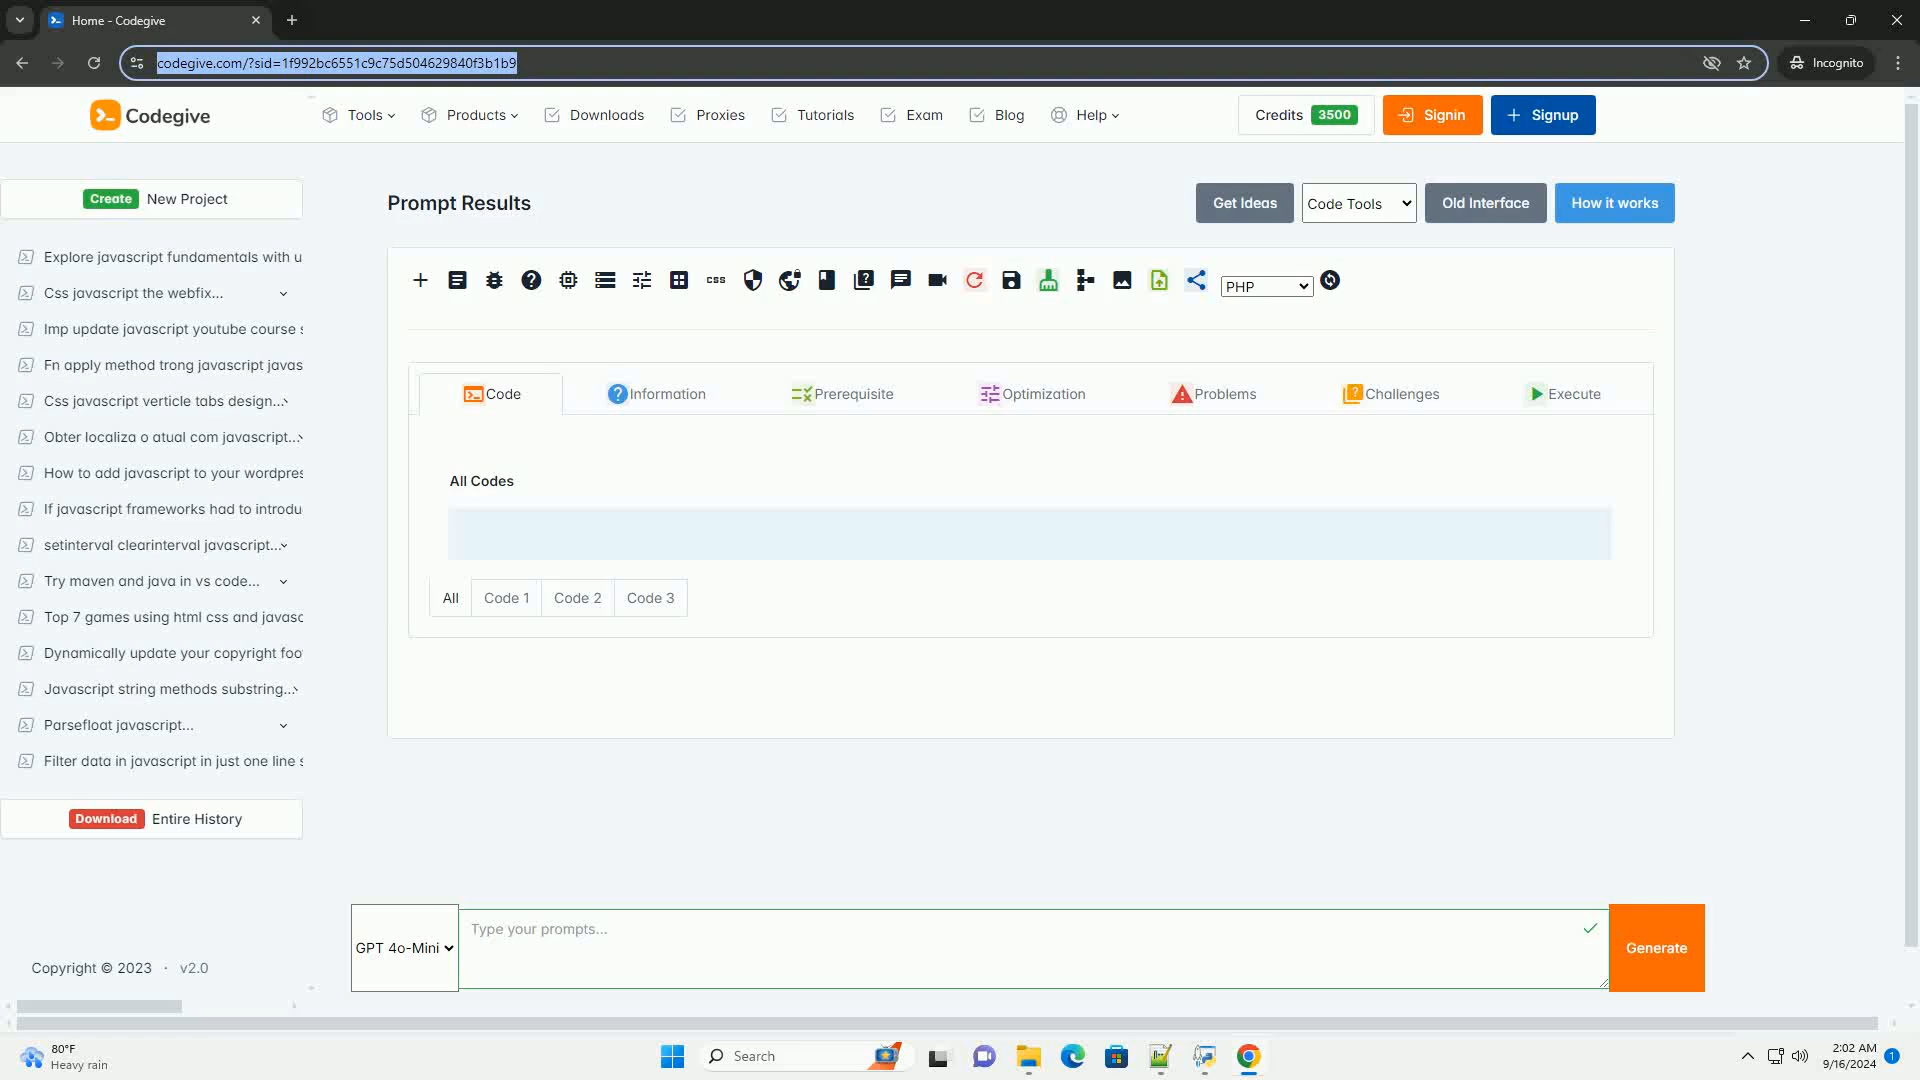 Home - Codegive
codegive.com/?sid=1f992bc6551c9c75d504629840f3b1b9
Incognito
Codegive
Tools
Products
Downloads
Proxies
Tutorials
Exam
Blog
Help
Credits 3500
Signin
Signup
Create New Project
Explore javascript fundamentals with u
Css javascript the webfix...
Imp update javascript youtube course s
Fn apply method trong javascript javas
Css javascript verticle tabs design...
Obter localiza o atual com javascript...
How to add javascript to your wordpres
If javascript frameworks had to introdu
setinterval clearinterval javascript...
Try maven and java in vs code...
Top 7 games using html css and javasc
Dynamically update your copyright foo
Javascript string methods substring...
Parsefloat javascript...
Filter data in javascript in just one line s
Download Entire History
Copyright © 2023 · v2.0
Prompt Results
Get Ideas
Code Tools
Old Interface
How it works
css
PHP
Code
Information
Prerequisite
Optimization
Problems
Challenges
Execute
All Codes
All
Code 1
Code 2
Code 3
GPT 4o-Mini
Type your prompts...
Generate
80°F
Heavy rain
Search
2:02 AM
9/16/2024
1